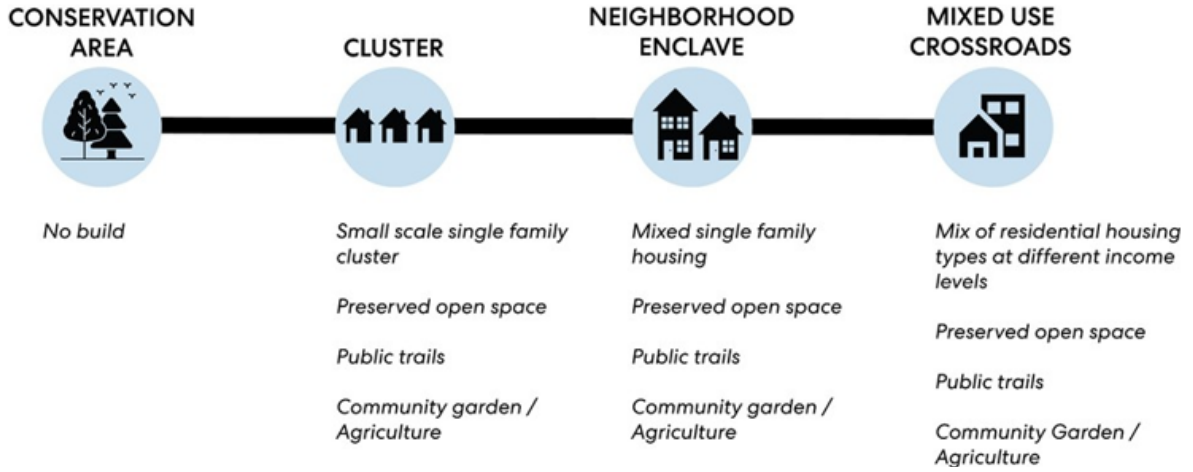 CONSERVATION
AREA
CLUSTER
NEIGHBORHOOD
ENCLAVE
MIXED USE
CROSSROADS
No build
Small scale single family
cluster
Preserved open space
Public trails
Community garden /
Agriculture
Mixed single family
housing
Preserved open space
Public trails
Community garden /
Agriculture
Mix of residential housing
types at different income
levels
Preserved open space
Public trails
Community Garden /
Agriculture